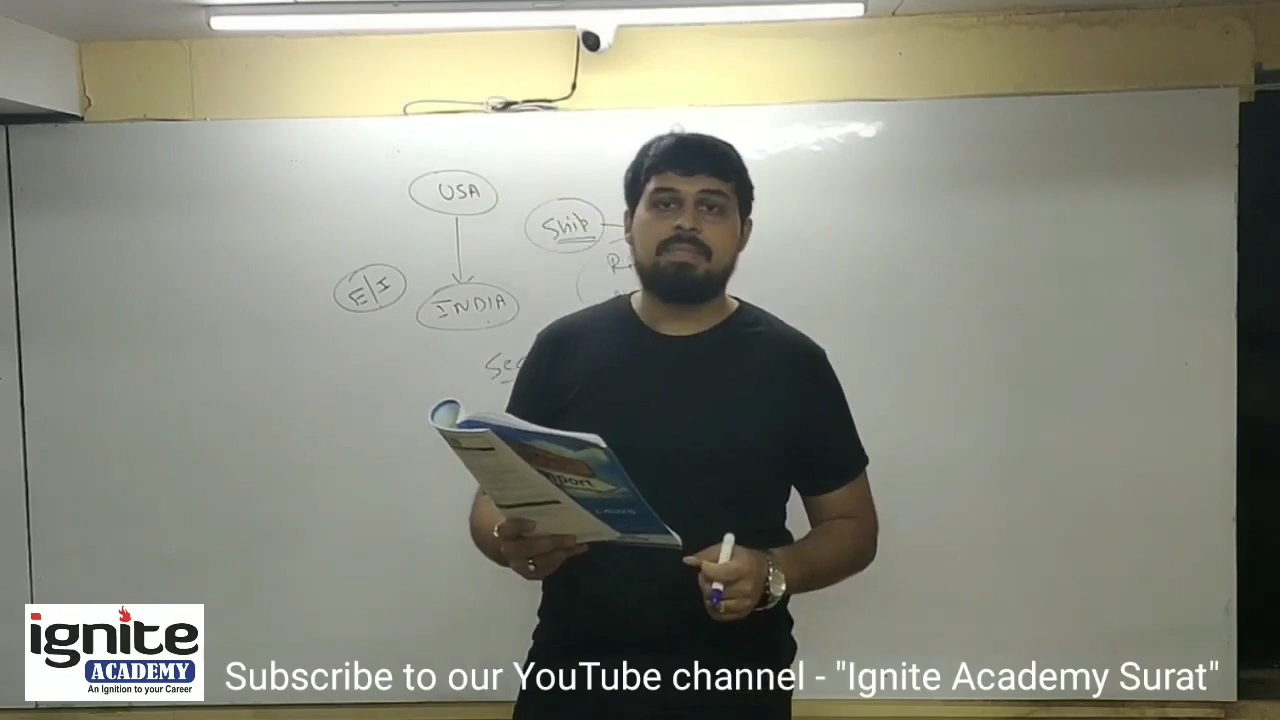 USA
Ship
E/I
INDIA
ignite
ACADEMY
An Ignition to your Career
Subscribe to our YouTube channel - "Ignite Academy Surat"